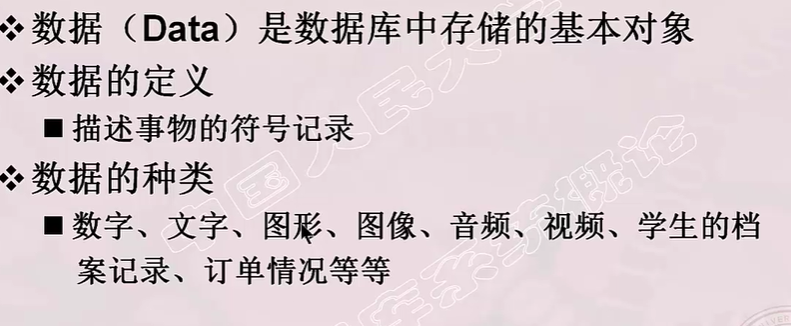 ❖数据（Data）是数据库中存储的基本对象
❖数据的定义
■描述事物的符号记录
❖数据的种类
■数字、文字、图形、图像、音频、视频、学生的档
案记录、订单情况等等
中国人民大学
库系统概论